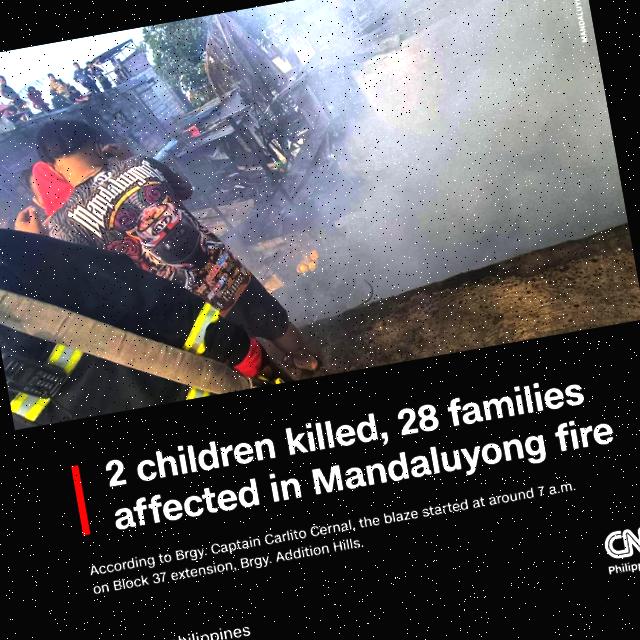 2 children killed, 28 families
affected in Mandaluyong fire
According to Brgy. Captain Carlito Cernal, the blaze started at around 7 a.m.
on Block 37 extension, Brgy. Addition Hills.